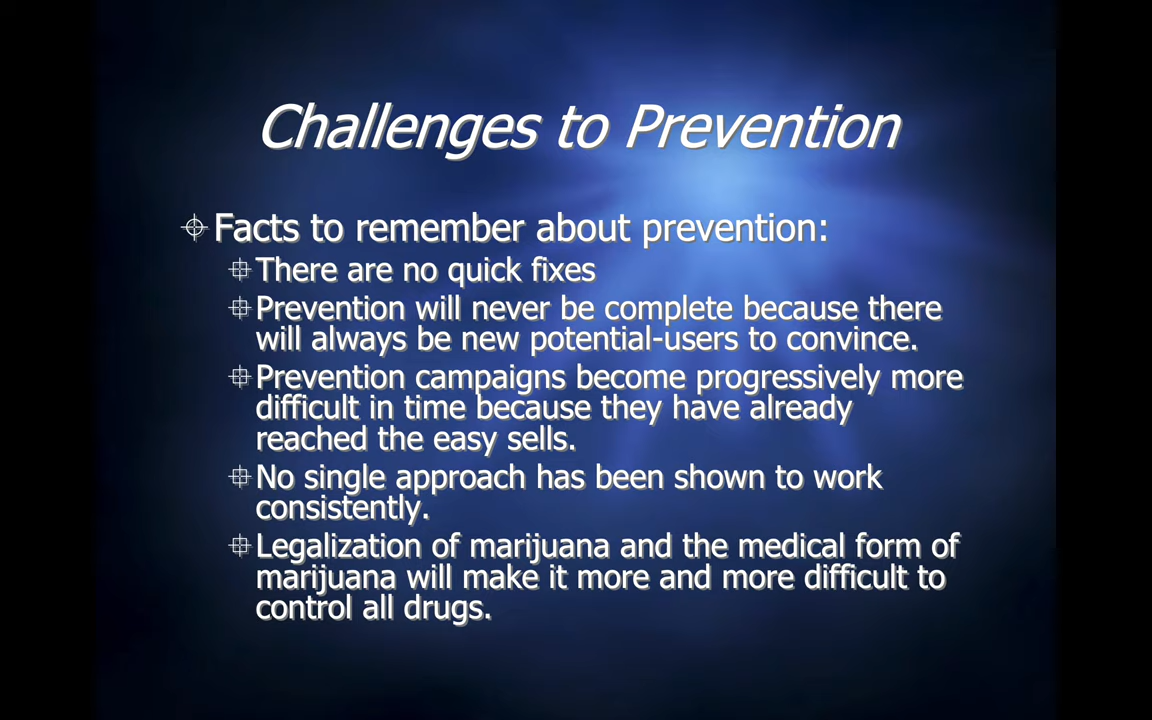 Challenges to Prevention
Facts to remember about prevention:
There are no quick fixes
Prevention will never be complete because there
will always be new potential-users to convince.
Prevention campaigns become progressively more
difficult in time because they have already
reached the easy sells.
No single approach has been shown to work
consistently.
Legalization of marijuana and the medical form of
marijuana will make it more and more difficult to
control all drugs.